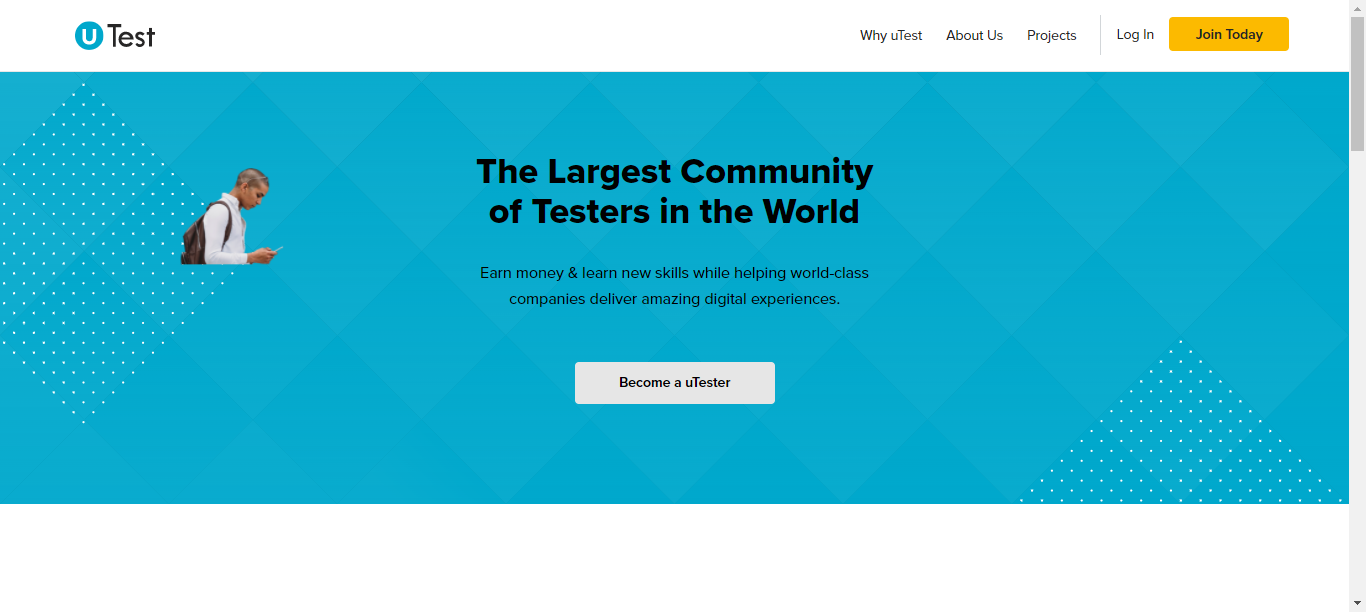 uTest
Why uTest
About Us
Projects
Log In
Join Today
The Largest Community
of Testers in the World
Earn money & learn new skills while helping world-class
companies deliver amazing digital experiences.
Become a uTester